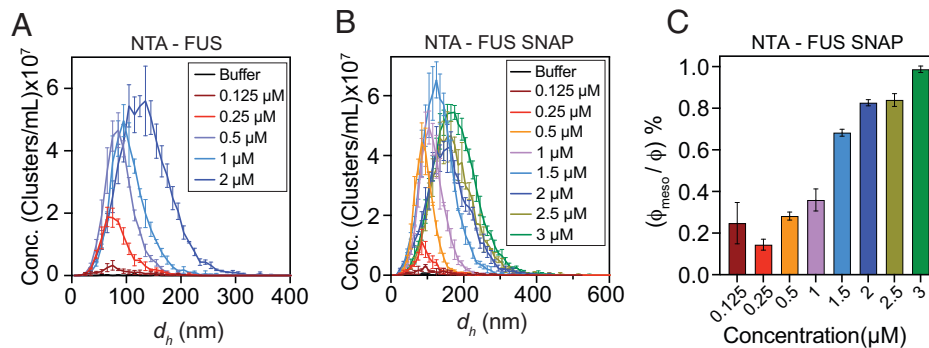 A
NTA - FUS
Conc. (Clusters/mL)x10⁷
6
4
2
0
0
100
200
300
400
d_h (nm)
Buffer
0.125 µM
0.25 µM
0.5 µM
1 µM
2 µM
B
NTA - FUS SNAP
Conc. (Clusters/mL)x10⁷
6
4
2
0
0
200
400
600
d_h (nm)
Buffer
0.125 µM
0.25 µM
0.5 µM
1 µM
1.5 µM
2 µM
2.5 µM
3 µM
C
NTA - FUS SNAP
(ϕ_meso / ϕ) %
1.0
0.8
0.6
0.4
0.2
0.0
0.125
0.25
0.5
1
1.5
2
2.5
3
Concentration(µM)